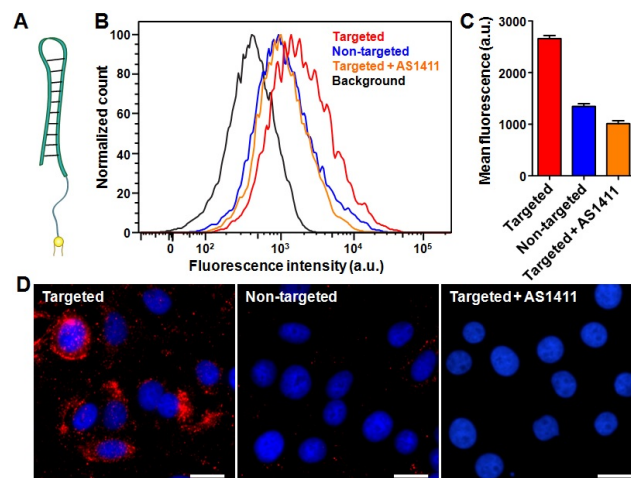 A
B
Normalized count
100
80
60
40
20
0
0
10²
10³
10⁴
10⁵
Fluorescence intensity (a.u.)
Targeted
Non-targeted
Targeted + AS1411
Background
C
Mean fluorescence (a.u.)
3000
2000
1000
0
Targeted
Non-targeted
Targeted + AS1411
D
Targeted
Non-targeted
Targeted + AS1411